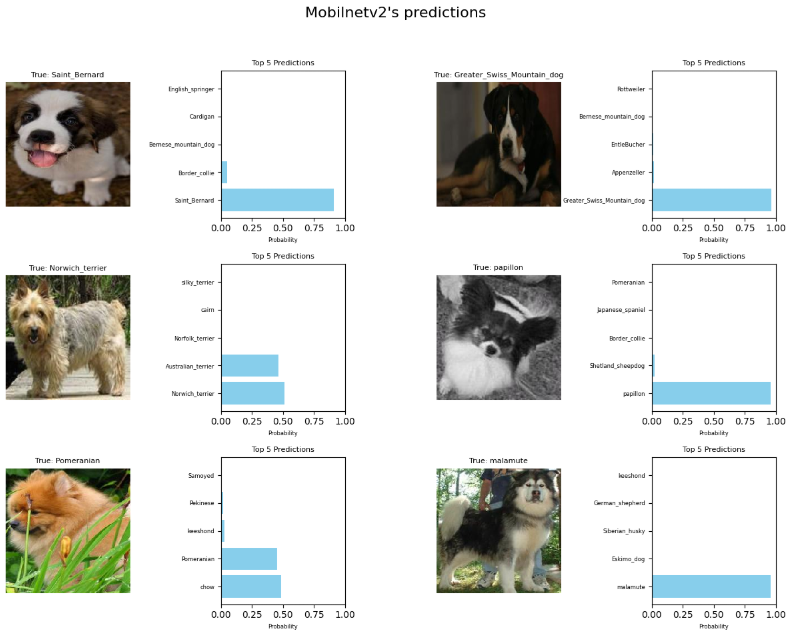 Mobilnetv2's predictions
True: Saint_Bernard
Top 5 Predictions
English_springer
Cardigan
Bernese_mountain_dog
Border_collie
Saint_Bernard
0.00 0.25 0.50 0.75 1.00
Probability
True: Greater_Swiss_Mountain_dog
Top 5 Predictions
Rottweiler
Bernese_mountain_dog
EntleBucher
Appenzeller
Greater_Swiss_Mountain_dog
0.00 0.25 0.50 0.75 1.00
Probability
True: Norwich_terrier
Top 5 Predictions
silky_terrier
cairn
Norfolk_terrier
Australian_terrier
Norwich_terrier
0.00 0.25 0.50 0.75 1.00
Probability
True: papillon
Top 5 Predictions
Pomeranian
Japanese_spaniel
Border_collie
Shetland_sheepdog
papillon
0.00 0.25 0.50 0.75 1.00
Probability
True: Pomeranian
Top 5 Predictions
Samoyed
Pekinese
keeshond
Pomeranian
chow
0.00 0.25 0.50 0.75 1.00
Probability
True: malamute
Top 5 Predictions
keeshond
German_shepherd
Siberian_husky
Eskimo_dog
malamute
0.00 0.25 0.50 0.75 1.00
Probability